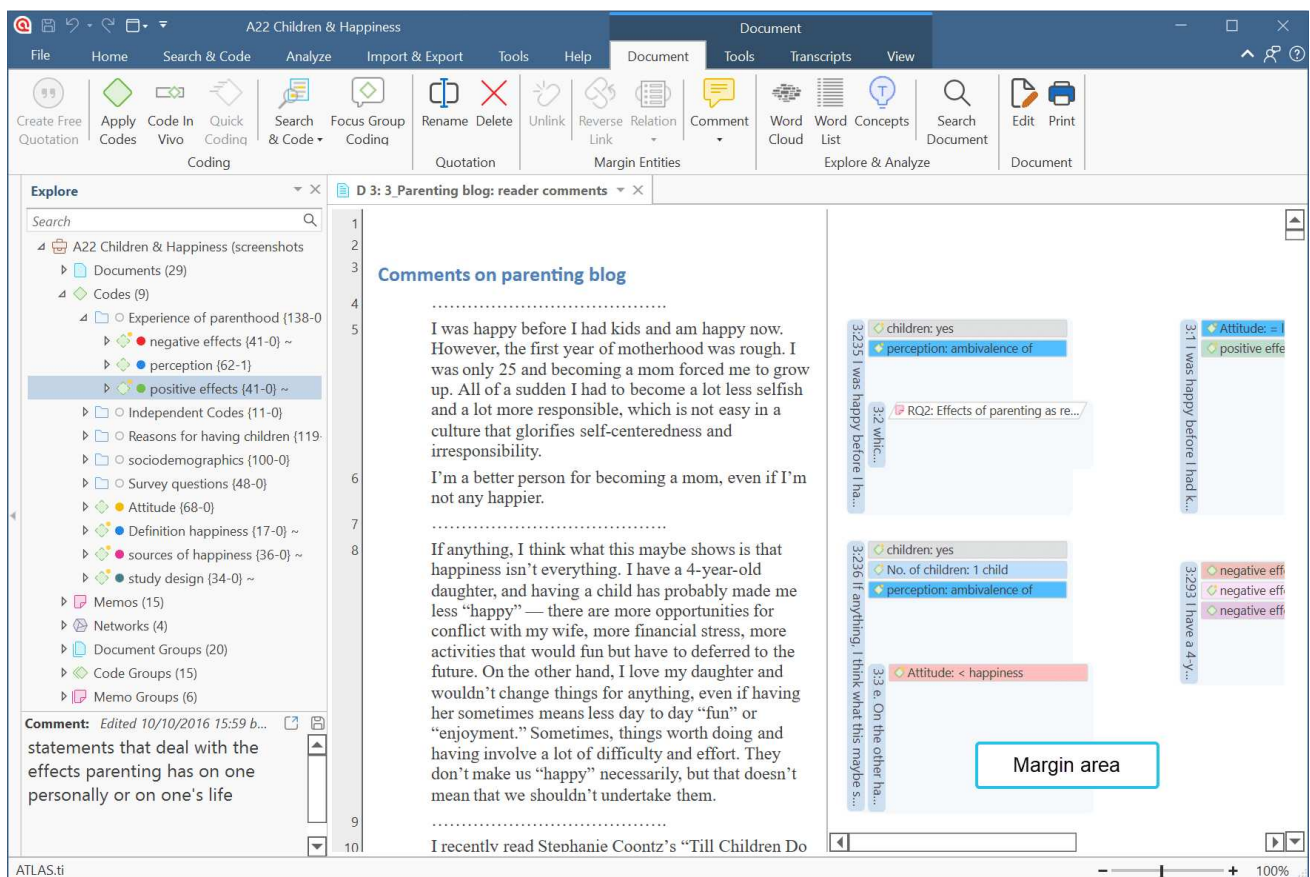 A22 Children & Happiness
Document
File Home Search & Code Analyze Import & Export Tools Help Document Tools Transcripts View
Create Free Quotation
Apply Codes
Code In Vivo
Quick Coding
Search & Code
Focus Group Coding
Rename
Delete
Unlink
Reverse Link
Relation
Comment
Word Cloud
Word List
Concepts
Search Document
Edit
Print
Coding
Quotation
Margin Entities
Explore & Analyze
Document
Explore
Search
A22 Children & Happiness (screenshots
Documents (29)
Codes (9)
Experience of parenthood {138-0
negative effects {41-0} ~
perception {62-1}
positive effects {41-0} ~
Independent Codes {11-0}
Reasons for having children {119-
sociodemographics {100-0}
Survey questions {48-0}
Attitude {68-0}
Definition happiness {17-0} ~
sources of happiness {36-0} ~
study design {34-0} ~
Memos (15)
Networks (4)
Document Groups (20)
Code Groups (15)
Memo Groups (6)
Comment: Edited 10/10/2016 15:59 b...
statements that deal with the
effects parenting has on one
personally or on one's life
D 3: 3_Parenting blog: reader comments
1
2
3 Comments on parenting blog
4 ........................................
5 I was happy before I had kids and am happy now.
However, the first year of motherhood was rough. I
was only 25 and becoming a mom forced me to grow
up. All of a sudden I had to become a lot less selfish
and a lot more responsible, which is not easy in a
culture that glorifies self-centeredness and
irresponsibility.
6 I’m a better person for becoming a mom, even if I’m
not any happier.
7 ........................................
8 If anything, I think what this maybe shows is that
happiness isn’t everything. I have a 4-year-old
daughter, and having a child has probably made me
less “happy” — there are more opportunities for
conflict with my wife, more financial stress, more
activities that would fun but have to deferred to the
future. On the other hand, I love my daughter and
wouldn’t change things for anything, even if having
her sometimes means less day to day “fun” or
“enjoyment.” Sometimes, things worth doing and
having involve a lot of difficulty and effort. They
don’t make us “happy” necessarily, but that doesn’t
mean that we shouldn’t undertake them.
9 ........................................
10 I recently read Stephanie Coontz’s “Till Children Do
3:235 I was happy before I ha...
children: yes
perception: ambivalence of
3:2 whic...
RQ2: Effects of parenting as re...
3:1 I was happy before I had k...
Attitude: = l
positive effe
3:236 If anything, I think what this maybe s...
children: yes
No. of children: 1 child
perception: ambivalence of
3:3 e. On the other ha...
Attitude: < happiness
3:293 I have a 4-y...
negative eff
negative eff
negative eff
Margin area
ATLAS.ti
100%